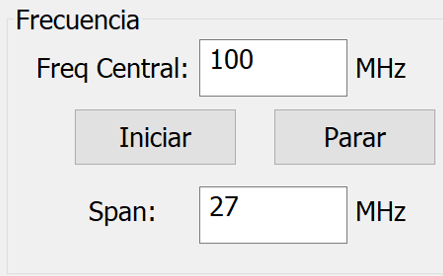 Frecuencia
Freq Central: 100 MHz
Iniciar Parar
Span: 27 MHz